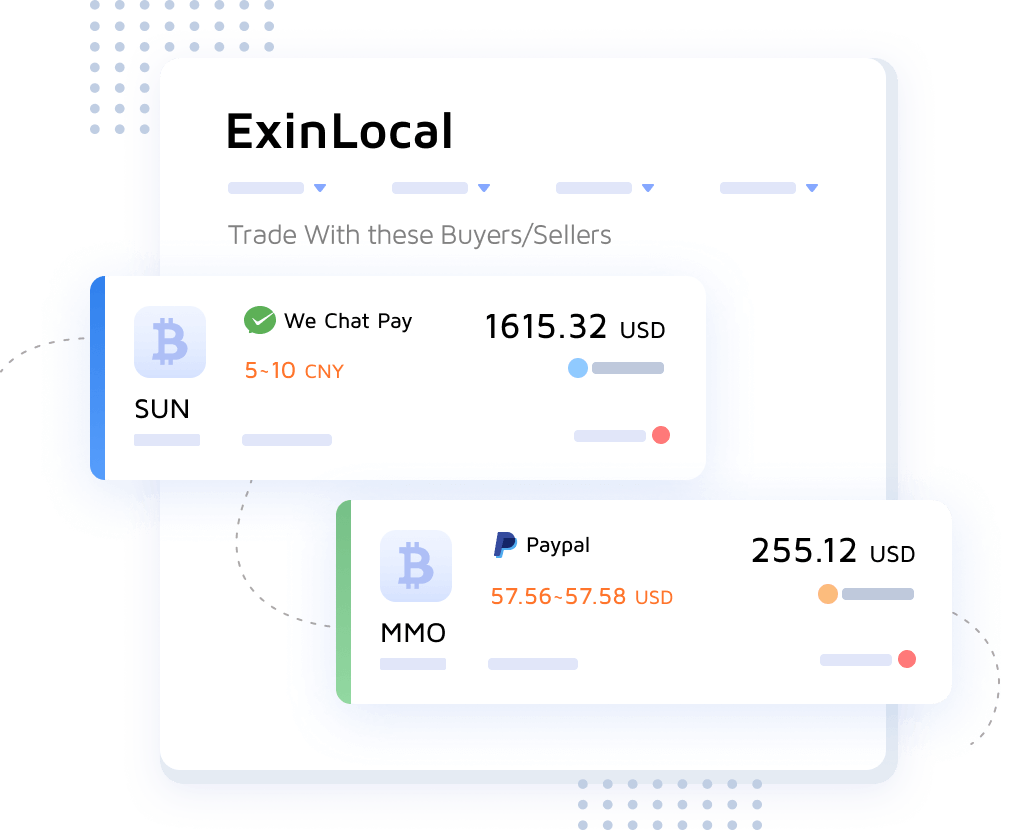 ExinLocal
Trade With these Buyers/Sellers
We Chat Pay
1615.32 USD
5~10 CNY
SUN
Paypal
255.12 USD
57.56~57.58 USD
MMO